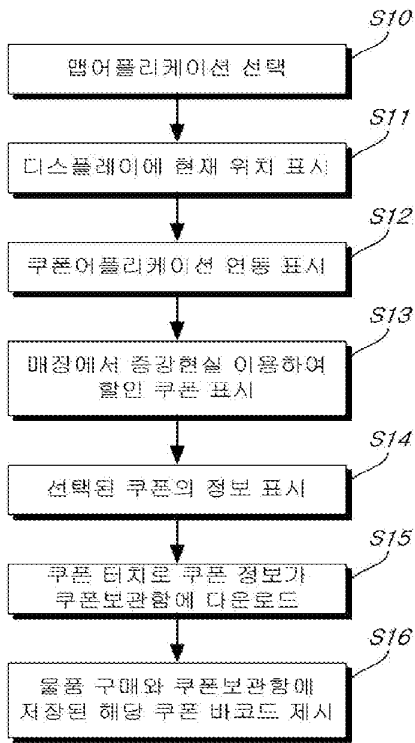 S10
맵어플리케이션 선택
S11
디스플레이에 현재 위치 표시
S12
쿠폰어플리케이션 연동 표시
S13
매장에서 증강현실 이용하여
할인 쿠폰 표시
S14
선택된 쿠폰의 정보 표시
S15
쿠폰 터치로 쿠폰 정보가
쿠폰보관함에 다운로드
S16
물품 구매와 쿠폰보관함에
저장된 해당 쿠폰 바코드 제시